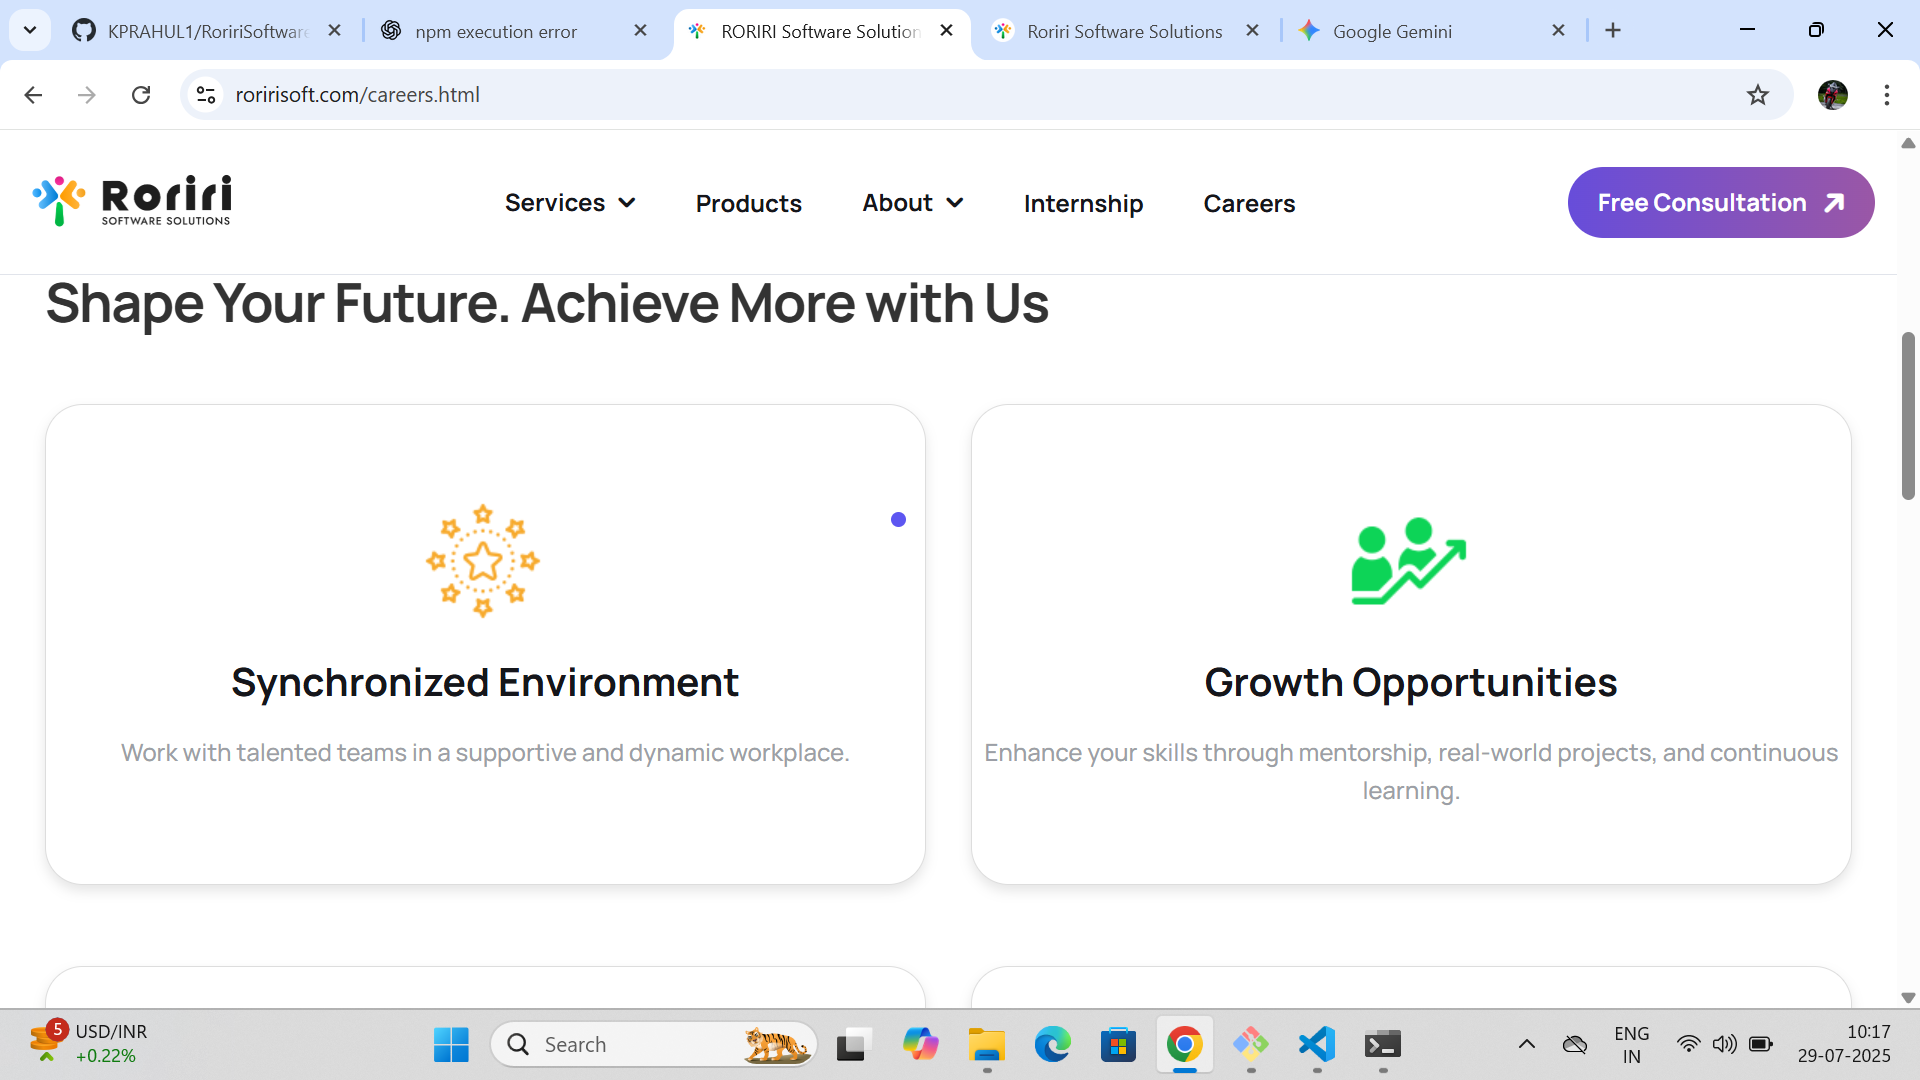 KPRAHUL1/RoririSoftware
npm execution error
RORIRI Software Solution
Roriri Software Solutions
Google Gemini
roririsoft.com/careers.html
Roriri
SOFTWARE SOLUTIONS
Services
Products
About
Internship
Careers
Free Consultation
Shape Your Future. Achieve More with Us
Synchronized Environment
Growth Opportunities
Work with talented teams in a supportive and dynamic workplace.
Enhance your skills through mentorship, real-world projects, and continuous
learning.
5
USD/INR
+0.22%
Search
ENG
IN
10:17
29-07-2025